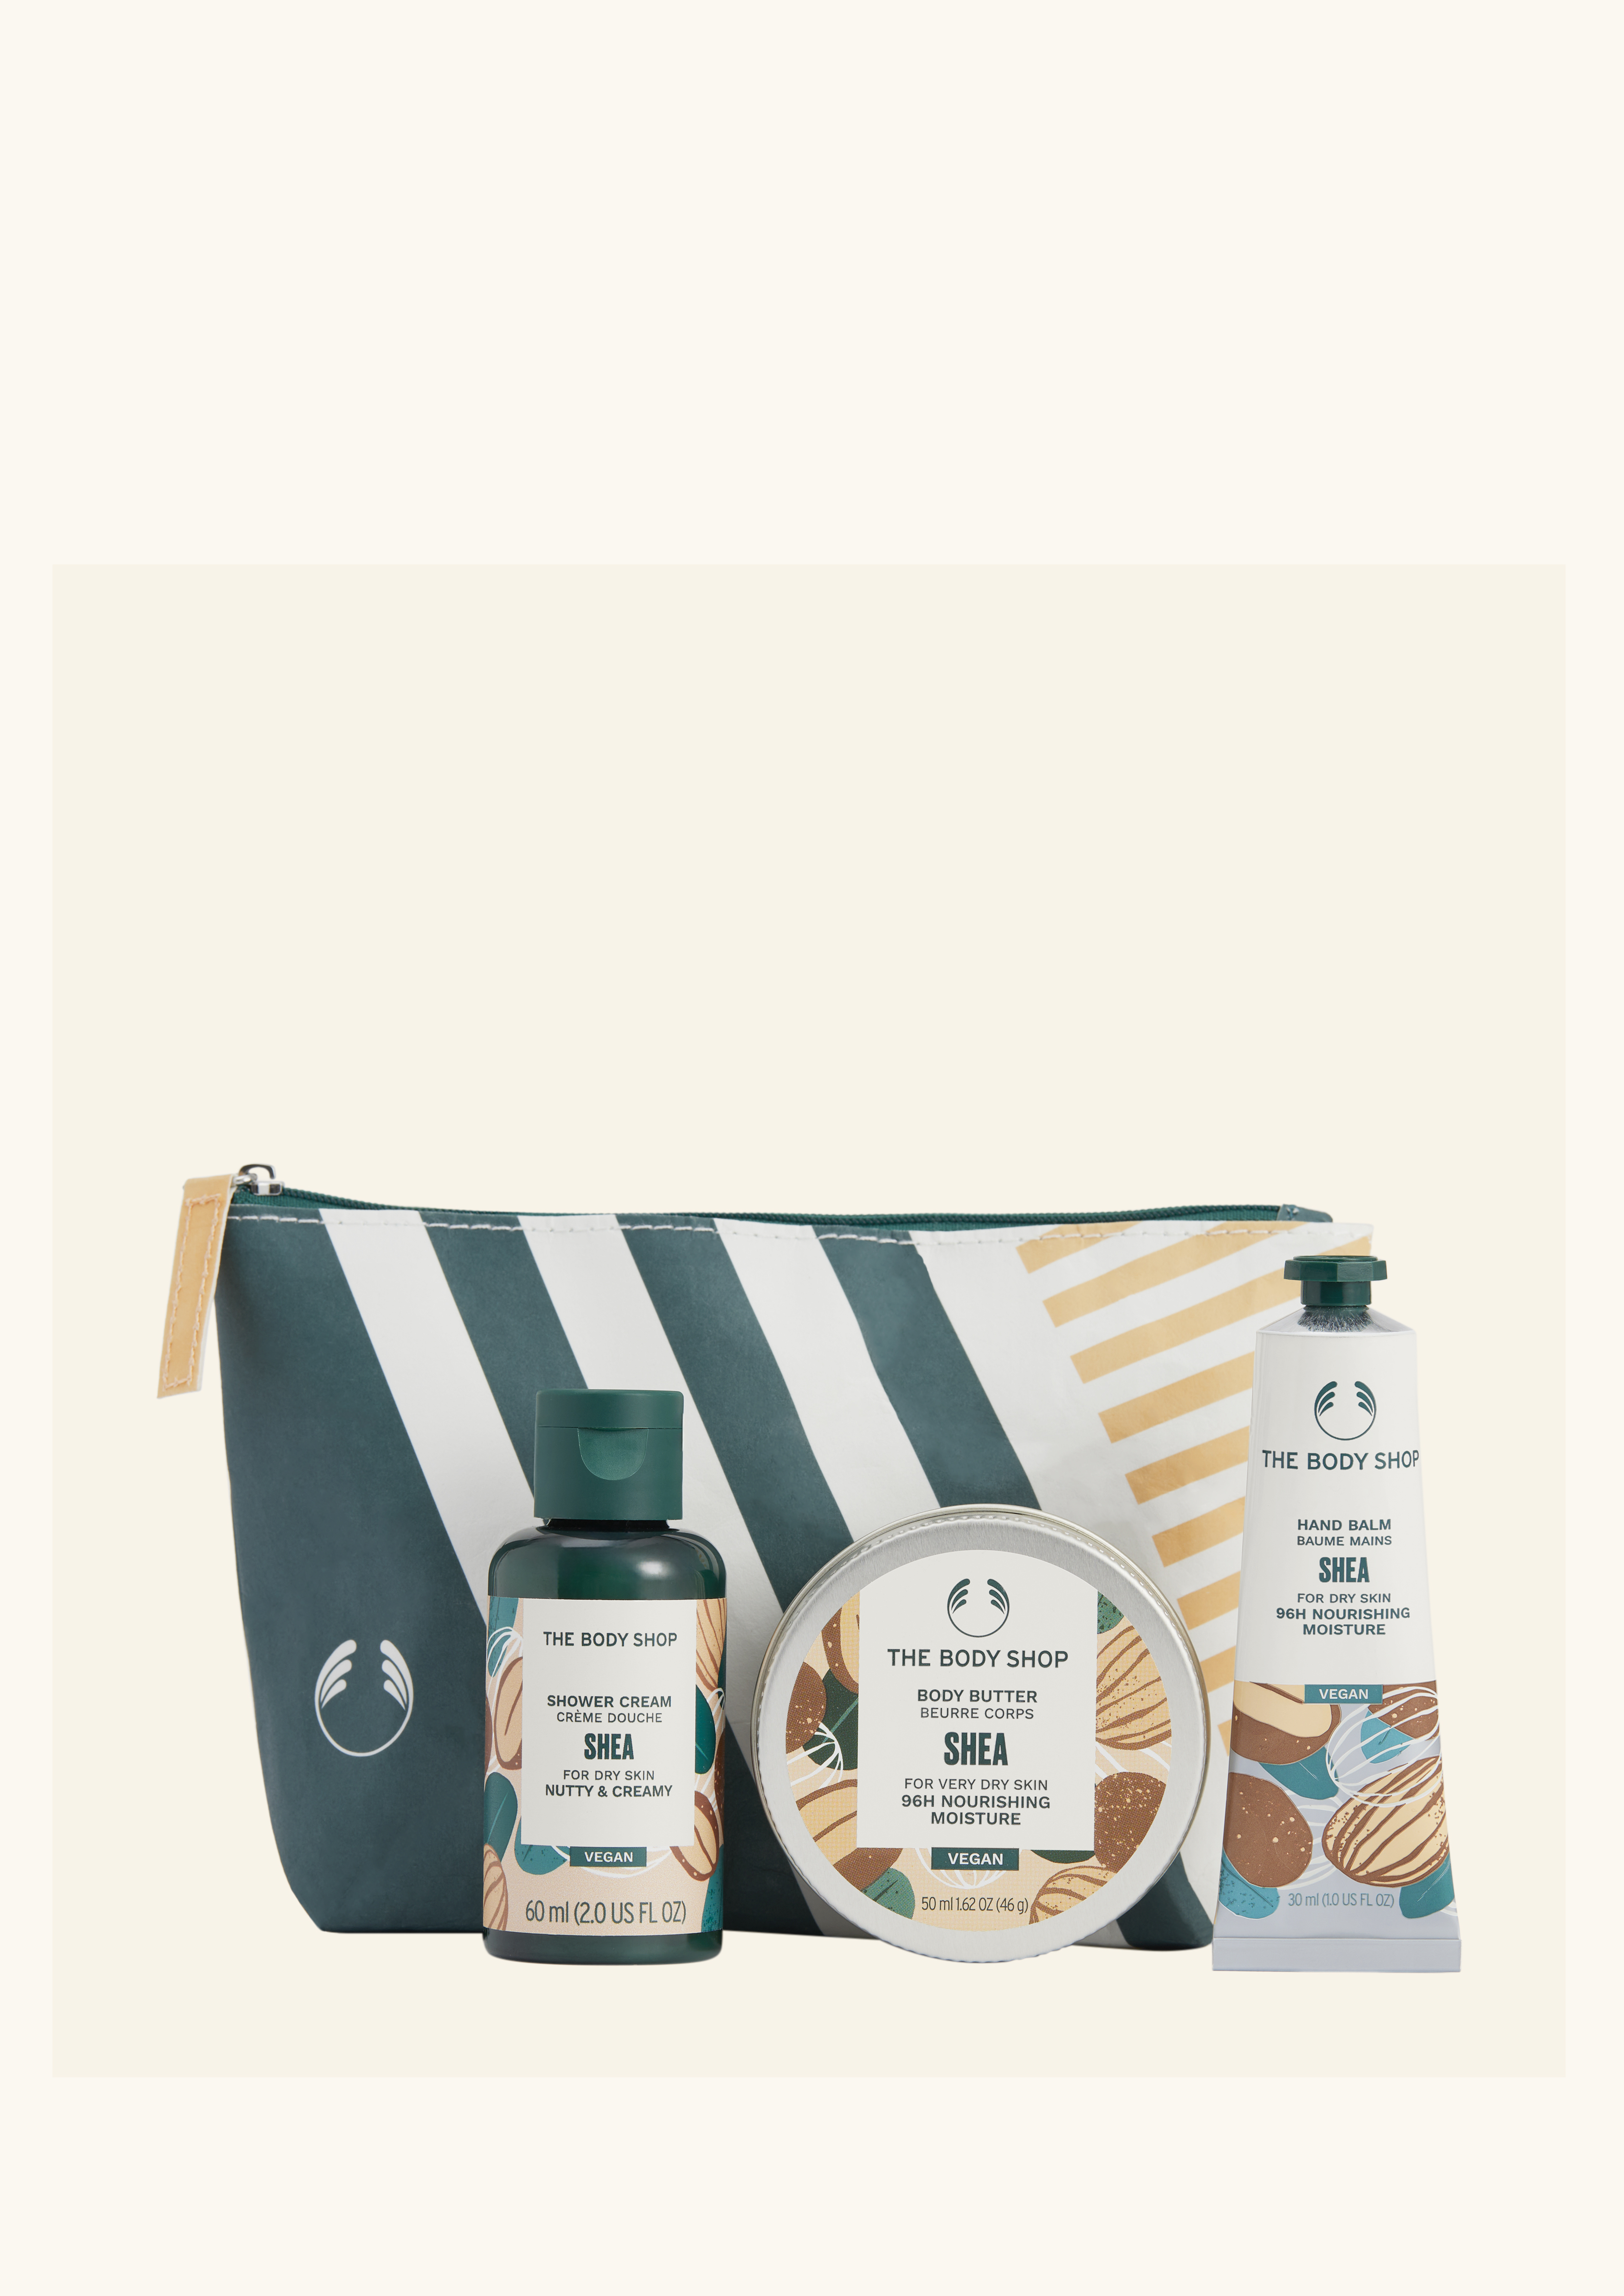 THE BODY SHOP
SHOWER CREAM
CRÈME DOUCHE
SHEA
FOR DRY SKIN
NUTTY & CREAMY
VEGAN
60 ml (2.0 US FL OZ)
THE BODY SHOP
BODY BUTTER
BEURRE CORPS
SHEA
FOR VERY DRY SKIN
96H NOURISHING
MOISTURE
VEGAN
50 ml 1.62 OZ (46 g)
THE BODY SHOP
HAND BALM
BAUME MAINS
SHEA
FOR DRY SKIN
96H NOURISHING
MOISTURE
VEGAN
30 ml (1.0 US FL OZ)